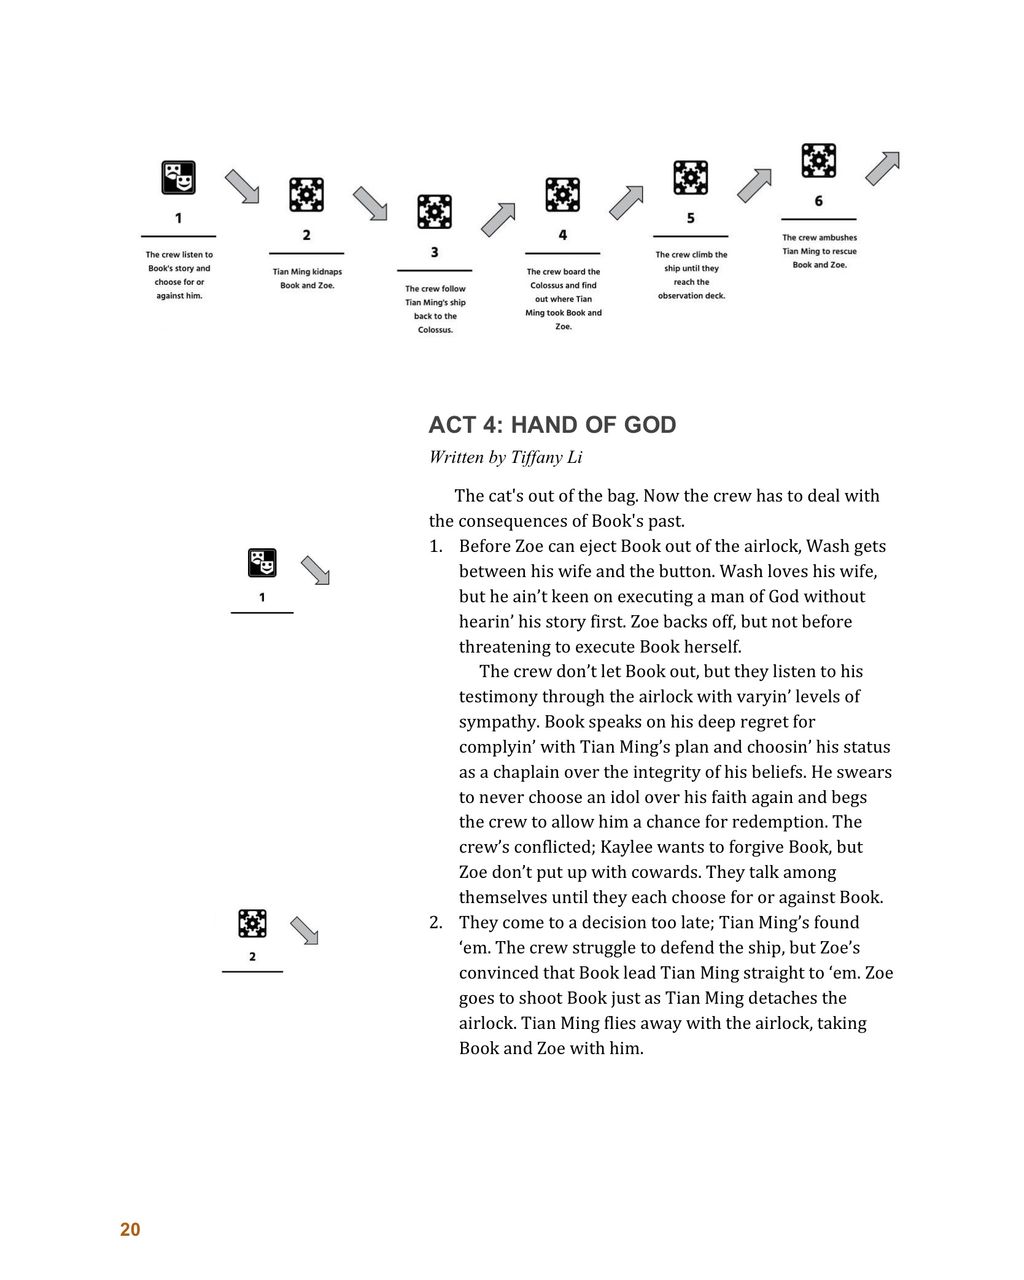 1
The crew listen to
Book's story and
choose for or
against him.
2
Tian Ming kidnaps
Book and Zoe.
3
The crew follow
Tian Ming's ship
back to the
Colossus.
4
The crew board the
Colossus and find
out where Tian
Ming took Book and
Zoe.
5
The crew climb the
ship until they
reach the
observation deck.
6
The crew ambushes
Tian Ming to rescue
Book and Zoe.
ACT 4: HAND OF GOD
Written by Tiffany Li
The cat's out of the bag. Now the crew has to deal with
the consequences of Book's past.
1
1. Before Zoe can eject Book out of the airlock, Wash gets
between his wife and the button. Wash loves his wife,
but he ain’t keen on executing a man of God without
hearin’ his story first. Zoe backs off, but not before
threatening to execute Book herself.
The crew don’t let Book out, but they listen to his
testimony through the airlock with varyin’ levels of
sympathy. Book speaks on his deep regret for
complyin’ with Tian Ming’s plan and choosin’ his status
as a chaplain over the integrity of his beliefs. He swears
to never choose an idol over his faith again and begs
the crew to allow him a chance for redemption. The
crew’s conflicted; Kaylee wants to forgive Book, but
Zoe don’t put up with cowards. They talk among
themselves until they each choose for or against Book.
2
2. They come to a decision too late; Tian Ming’s found
‘em. The crew struggle to defend the ship, but Zoe’s
convinced that Book lead Tian Ming straight to ‘em. Zoe
goes to shoot Book just as Tian Ming detaches the
airlock. Tian Ming flies away with the airlock, taking
Book and Zoe with him.
20